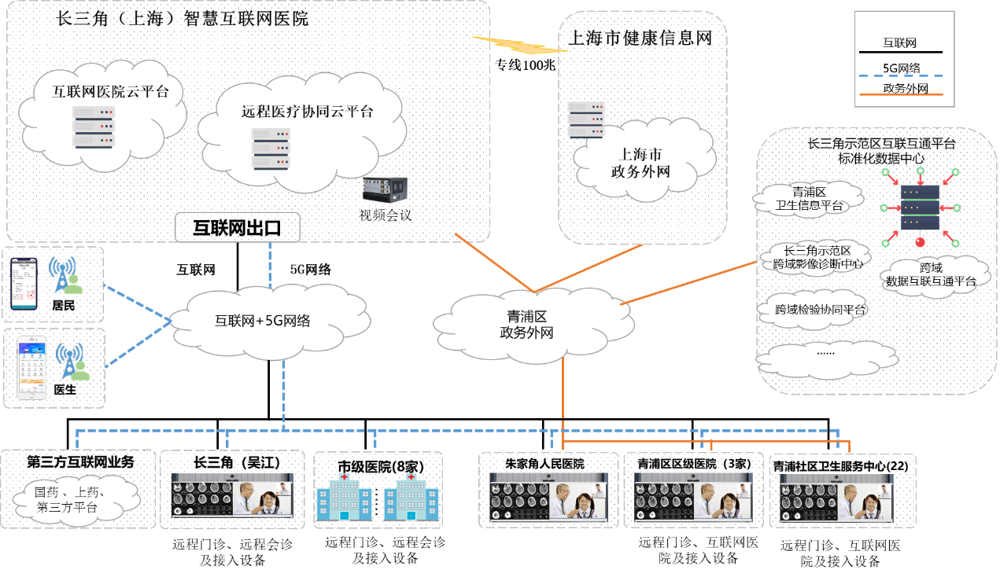 长三角（上海）智慧互联网医院
互联网医院云平台
远程医疗协同云平台
视频会议
互联网出口
专线100兆
上海市健康信息网
上海市
政务外网
互联网
5G网络
政务外网
长三角示范区互联互通平台
标准化数据中心
青浦区
卫生信息平台
长三角示范区
跨域影像诊断中心
跨域
数据互联互通平台
跨域检验协同平台
......
互联网
5G网络
居民
医生
互联网+5G网络
青浦区
政务外网
第三方互联网业务
国药 、上药、
第三方平台
长三角（吴江）
远程门诊、远程会诊
及接入设备
市级医院(8家)
远程门诊、远程会诊
及接入设备
朱家角人民医院
青浦区区级医院（3家）
远程门诊、互联网医
院及接入设备
青浦社区卫生服务中心(22)
远程门诊、互联网医
院及接入设备